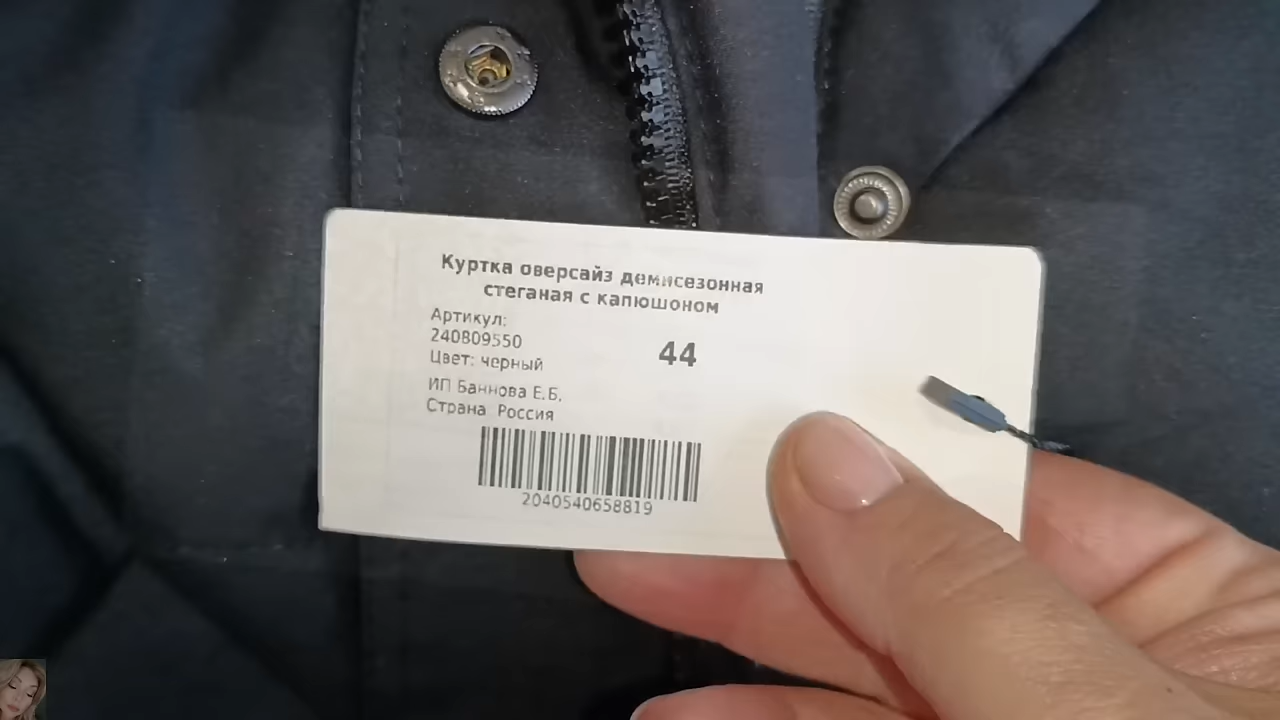 Куртка оверсайз демисезонная
стеганая с капюшоном
Артикул:
240809550
Цвет: черный
44
ИП Баннова Е.Б,
Страна Россия
2040540658819